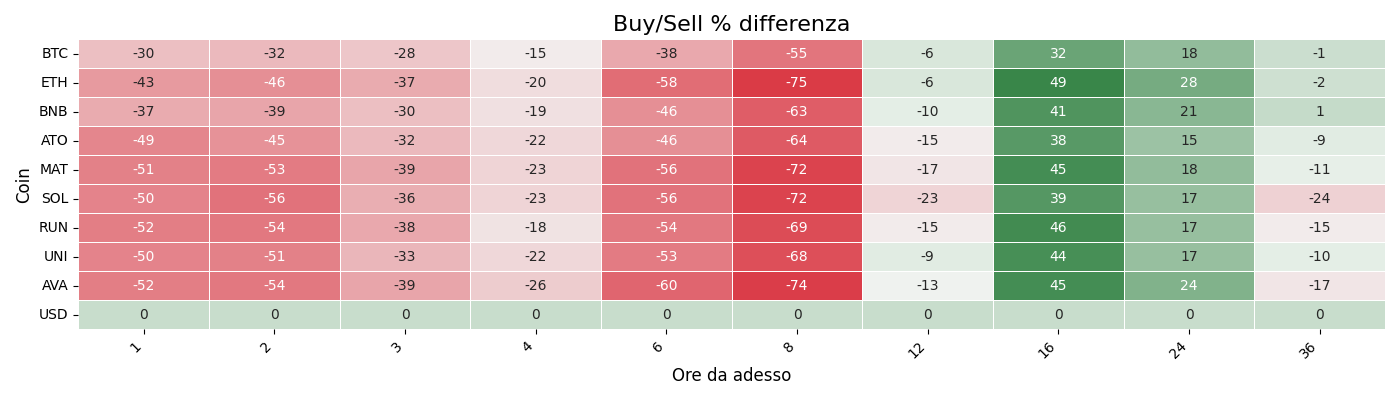 Buy/Sell % differenza
Coin
BTC -30 -32 -28 -15 -38 -55 -6 32 18 -1
ETH -43 -46 -37 -20 -58 -75 -6 49 28 -2
BNB -37 -39 -30 -19 -46 -63 -10 41 21 1
ATO -49 -45 -32 -22 -46 -64 -15 38 15 -9
MAT -51 -53 -39 -23 -56 -72 -17 45 18 -11
SOL -50 -56 -36 -23 -56 -72 -23 39 17 -24
RUN -52 -54 -38 -18 -54 -69 -15 46 17 -15
UNI -50 -51 -33 -22 -53 -68 -9 44 17 -10
AVA -52 -54 -39 -26 -60 -74 -13 45 24 -17
USD 0 0 0 0 0 0 0 0 0 0
1 2 3 4 6 8 12 16 24 36
Ore da adesso